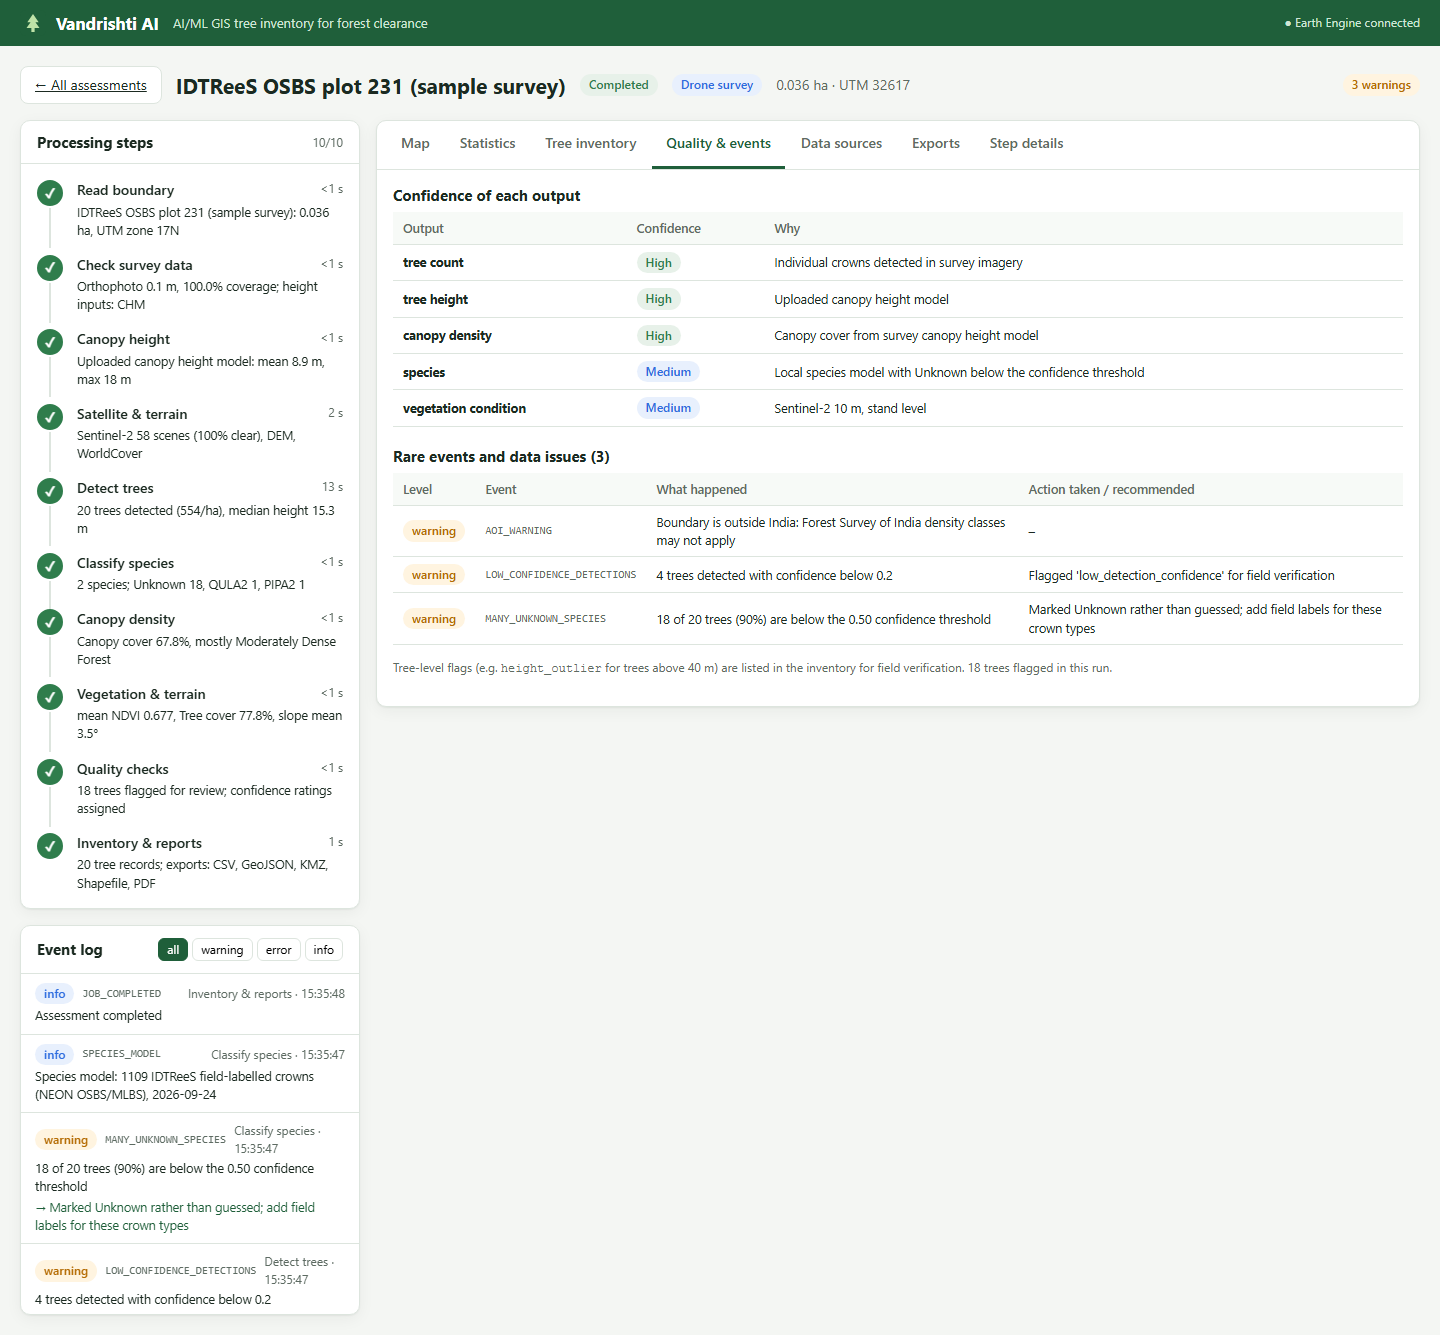 Vandrishti AI AI/ML GIS tree inventory for forest clearance
● Earth Engine connected
← All assessments
IDTReeS OSBS plot 231 (sample survey)
Completed
Drone survey
0.036 ha · UTM 32617
3 warnings
Processing steps 10/10
Read boundary <1 s
IDTReeS OSBS plot 231 (sample survey): 0.036
ha, UTM zone 17N
Check survey data <1 s
Orthophoto 0.1 m, 100.0% coverage; height
inputs: CHM
Canopy height <1 s
Uploaded canopy height model: mean 8.9 m,
max 18 m
Satellite & terrain 2 s
Sentinel-2 58 scenes (100% clear), DEM,
WorldCover
Detect trees 13 s
20 trees detected (554/ha), median height 15.3
m
Classify species <1 s
2 species; Unknown 18, QULA2 1, PIPA2 1
Canopy density <1 s
Canopy cover 67.8%, mostly Moderately Dense
Forest
Vegetation & terrain <1 s
mean NDVI 0.677, Tree cover 77.8%, slope mean
3.5°
Quality checks <1 s
18 trees flagged for review; confidence ratings
assigned
Inventory & reports 1 s
20 tree records; exports: CSV, GeoJSON, KMZ,
Shapefile, PDF
Event log all warning error info
info JOB_COMPLETED Inventory & reports · 15:35:48
Assessment completed
info SPECIES_MODEL Classify species · 15:35:47
Species model: 1109 IDTReeS field-labelled crowns
(NEON OSBS/MLBS), 2026-09-24
warning MANY_UNKNOWN_SPECIES Classify species ·
15:35:47
18 of 20 trees (90%) are below the 0.50 confidence
threshold
→ Marked Unknown rather than guessed; add field
labels for these crown types
warning LOW_CONFIDENCE_DETECTIONS Detect trees ·
15:35:47
4 trees detected with confidence below 0.2
Map Statistics Tree inventory Quality & events Data sources Exports Step details
Confidence of each output
Output Confidence Why
tree count High Individual crowns detected in survey imagery
tree height High Uploaded canopy height model
canopy density High Canopy cover from survey canopy height model
species Medium Local species model with Unknown below the confidence threshold
vegetation condition Medium Sentinel-2 10 m, stand level
Rare events and data issues (3)
Level Event What happened Action taken / recommended
warning AOI_WARNING Boundary is outside India: Forest Survey of India density classes
may not apply –
warning LOW_CONFIDENCE_DETECTIONS 4 trees detected with confidence below 0.2 Flagged 'low_detection_confidence' for field verification
warning MANY_UNKNOWN_SPECIES 18 of 20 trees (90%) are below the 0.50 confidence threshold Marked Unknown rather than guessed; add field labels for these
crown types
Tree-level flags (e.g. height_outlier for trees above 40 m) are listed in the inventory for field verification. 18 trees flagged in this run.